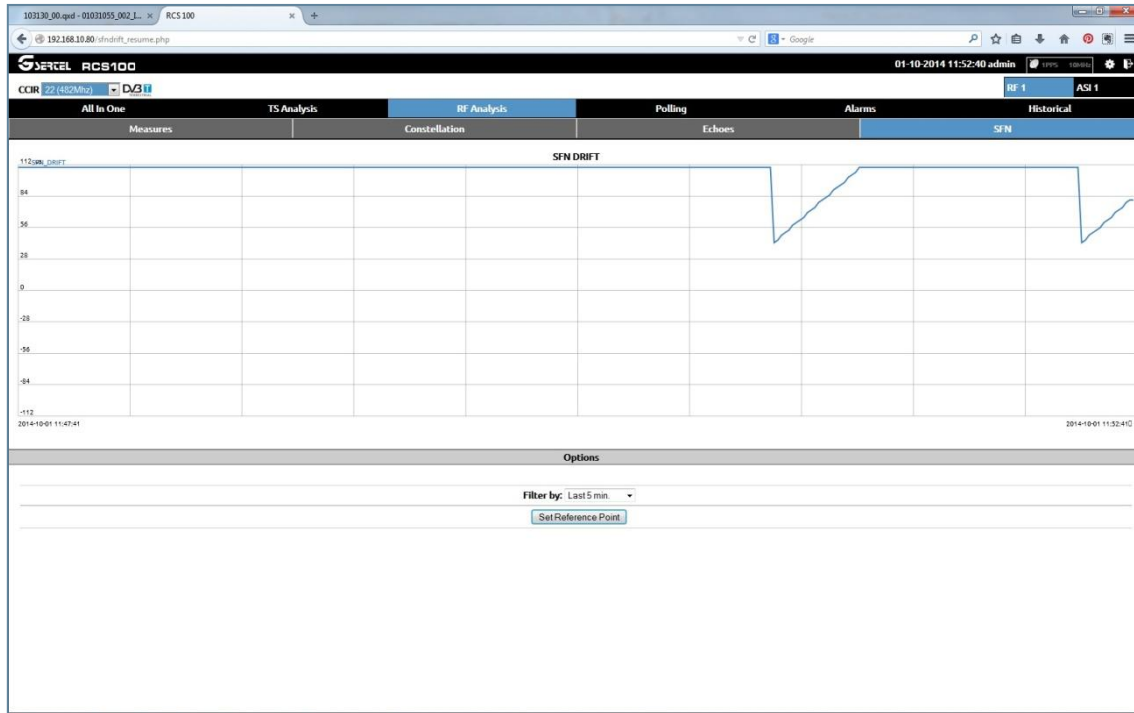 103130_00.qxd - 01031055_002_I... × RCS 100 × +
192.168.10.80/sfndrift_resume.php Google
SERTEL RCS100 01-10-2014 11:52:40 admin 1PPS 10MHz
CCIR 22 (482Mhz) DVB T RF 1 ASI 1
All In One TS Analysis RF Analysis Polling Alarms Historical
Measures Constellation Echoes SFN
SFN DRIFT
112 SFN_DRIFT
84
56
28
0
-28
-56
-84
-112
2014-10-01 11:47:41 2014-10-01 11:52:41
Options
Filter by: Last 5 min.
Set Reference Point